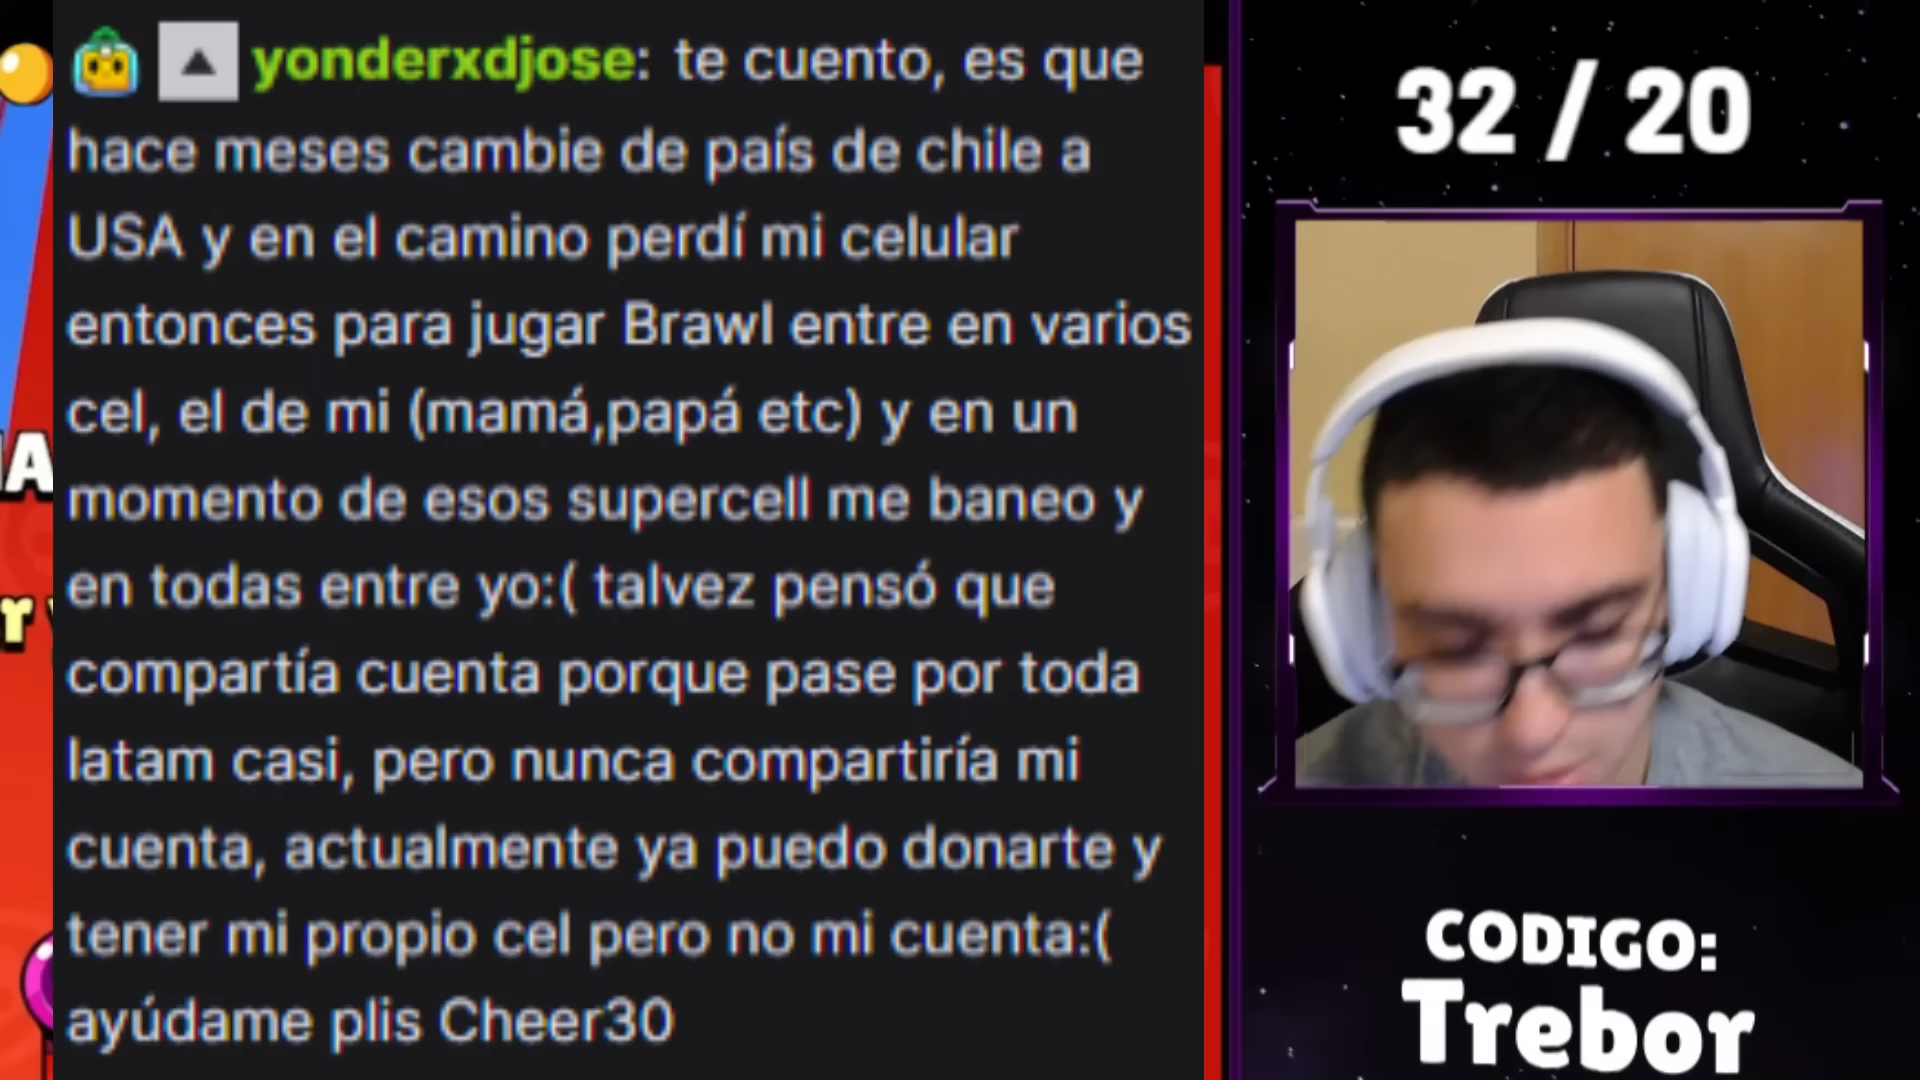 yonderxdjose: te cuento, es que
hace meses cambie de país de chile a
USA y en el camino perdí mi celular
entonces para jugar Brawl entre en varios
cel, el de mi (mamá,papá etc) y en un
momento de esos supercell me baneo y
en todas entre yo:( talvez pensó que
compartía cuenta porque pase por toda
latam casi, pero nunca compartiría mi
cuenta, actualmente ya puedo donarte y
tener mi propio cel pero no mi cuenta:(
ayúdame plis Cheer30
32 / 20
CODIGO:
Trebor